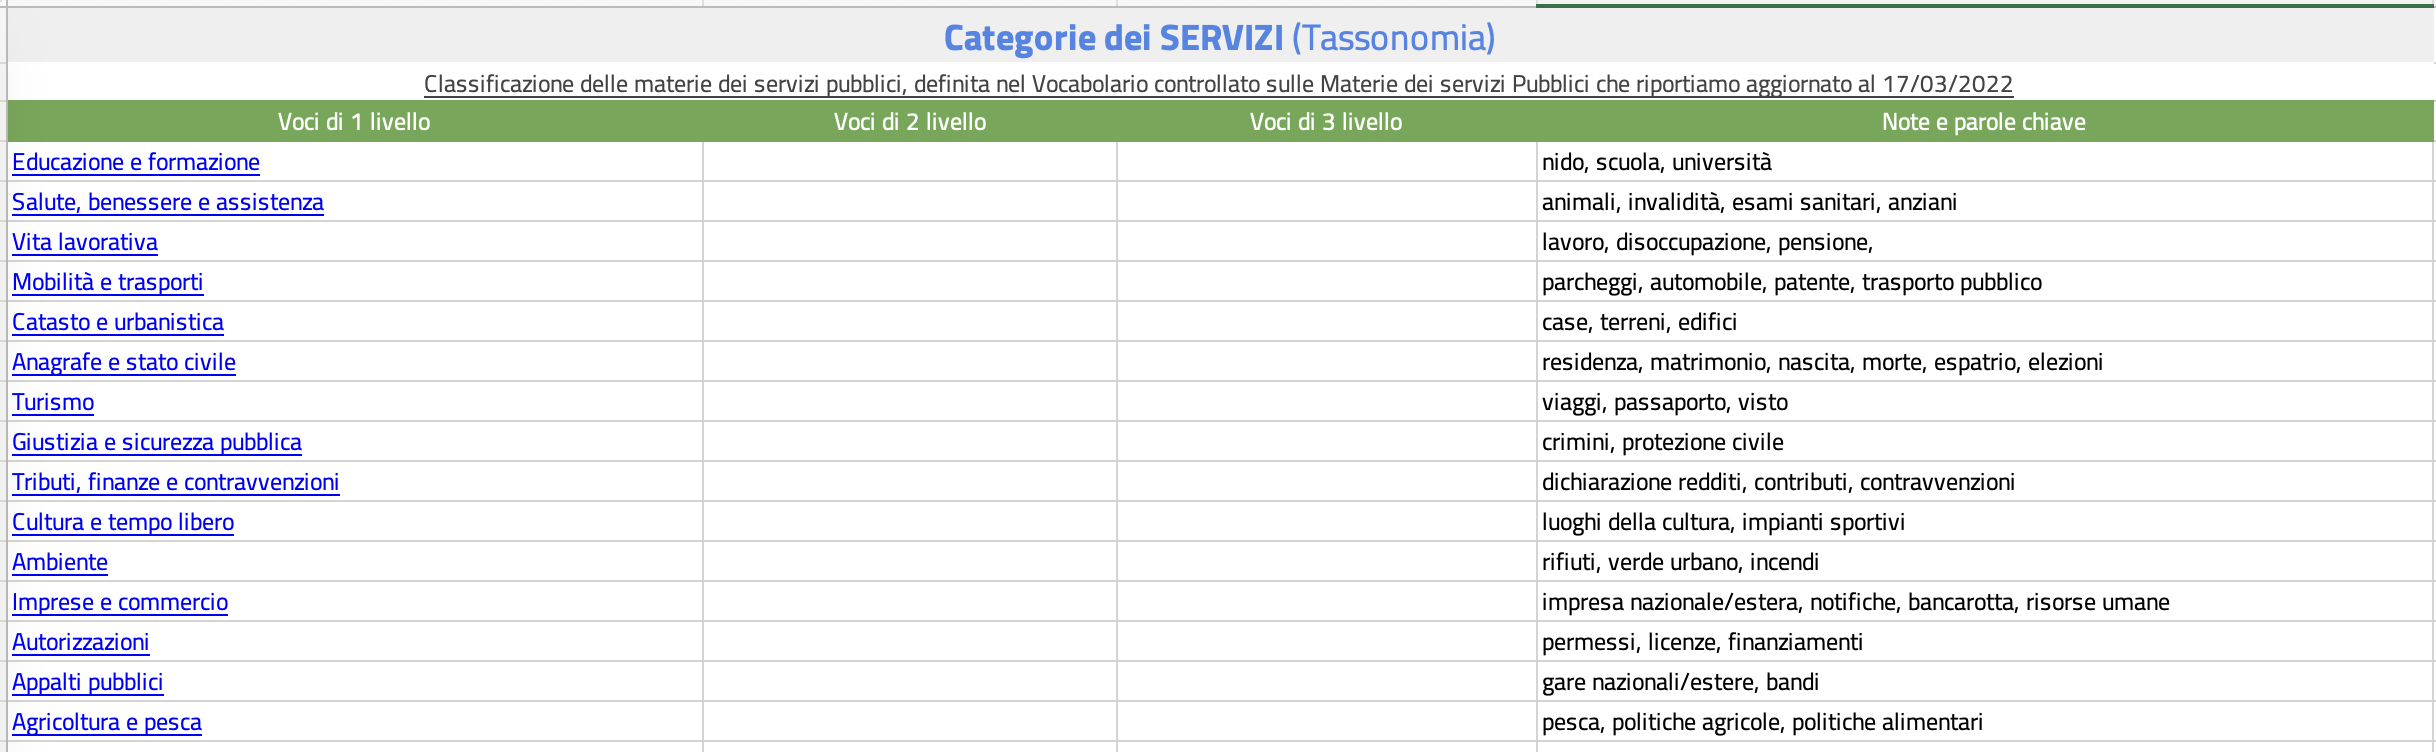 Categorie dei SERVIZI (Tassonomia)
Classificazione delle materie dei servizi pubblici, definita nel Vocabolario controllato sulle Materie dei servizi Pubblici che riportiamo aggiornato al 17/03/2022
Voci di 1 livello Voci di 2 livello Voci di 3 livello Note e parole chiave
Educazione e formazione nido, scuola, università
Salute, benessere e assistenza animali, invalidità, esami sanitari, anziani
Vita lavorativa lavoro, disoccupazione, pensione,
Mobilità e trasporti parcheggi, automobile, patente, trasporto pubblico
Catasto e urbanistica case, terreni, edifici
Anagrafe e stato civile residenza, matrimonio, nascita, morte, espatrio, elezioni
Turismo viaggi, passaporto, visto
Giustizia e sicurezza pubblica crimini, protezione civile
Tributi, finanze e contravvenzioni dichiarazione redditi, contributi, contravvenzioni
Cultura e tempo libero luoghi della cultura, impianti sportivi
Ambiente rifiuti, verde urbano, incendi
Imprese e commercio impresa nazionale/estera, notifiche, bancarotta, risorse umane
Autorizzazioni permessi, licenze, finanziamenti
Appalti pubblici gare nazionali/estere, bandi
Agricoltura e pesca pesca, politiche agricole, politiche alimentari